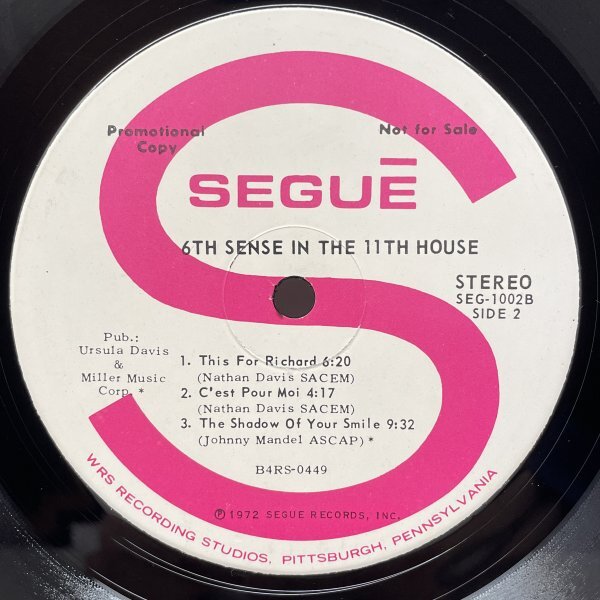 Promotional Copy
Not for Sale
SEGUĒ
6TH SENSE IN THE 11TH HOUSE
STEREO
SEG-1002B
SIDE 2
Pub.:
Ursula Davis
&
Miller Music
Corp. *
1. This For Richard 6:20
(Nathan Davis SACEM)
2. C'est Pour Moi 4:17
(Nathan Davis SACEM)
3. The Shadow Of Your Smile 9:32
(Johnny Mandel ASCAP) *
B4RS-0449
℗ 1972 SEGUE RECORDS, INC.
WRS RECORDING STUDIOS, PITTSBURGH, PENNSYLVANIA